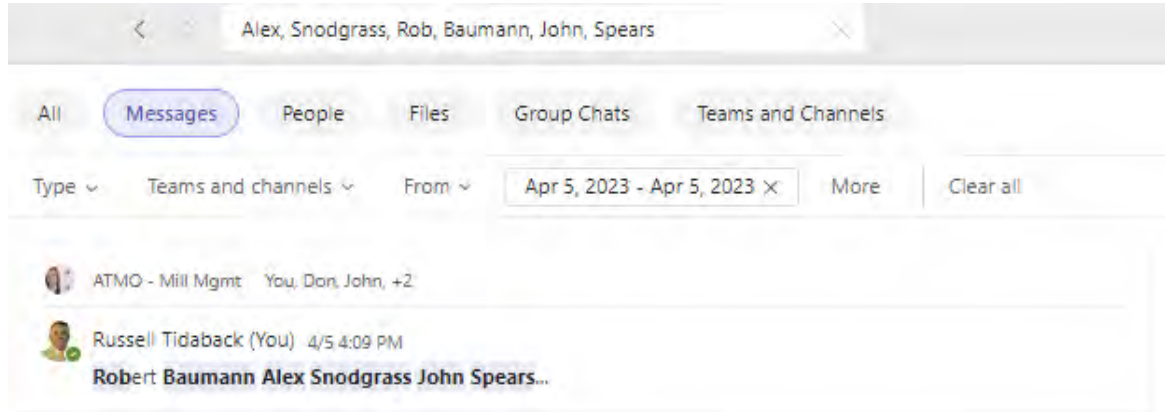 Alex, Snodgrass, Rob, Baumann, John, Spears
All Messages People Files Group Chats Teams and Channels
Type Teams and channels From Apr 5, 2023 - Apr 5, 2023 × More Clear all
ATMO - Mill Mgmt You, Don, John, +2
Russell Tidaback (You) 4/5 4:09 PM
Robert Baumann Alex Snodgrass John Spears...